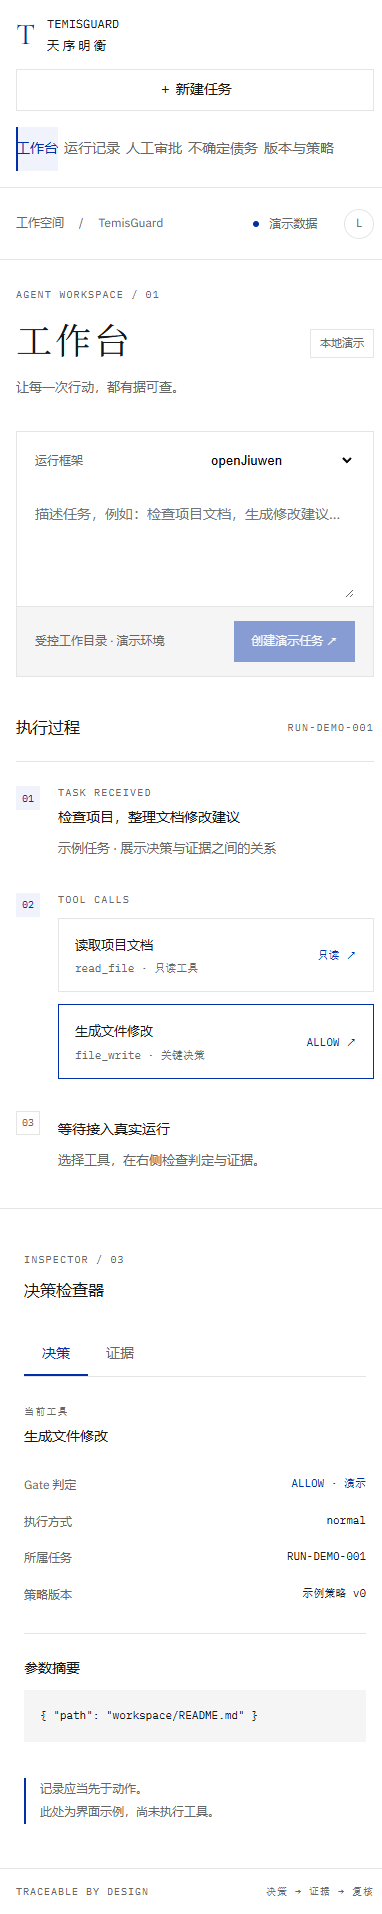 T
TEMISGUARD
天序明衡
+ 新建任务
工作台 运行记录 人工审批 不确定债务 版本与策略
工作空间 / TemisGuard 演示数据 L
AGENT WORKSPACE / 01
工作台
本地演示
让每一次行动，都有据可查。
运行框架 openJiuwen
描述任务，例如：检查项目文档，生成修改建议...
受控工作目录 · 演示环境 创建演示任务 ↗
执行过程 RUN-DEMO-001
01 TASK RECEIVED
检查项目，整理文档修改建议
示例任务 · 展示决策与证据之间的关系
02 TOOL CALLS
读取项目文档
read_file · 只读工具
只读 ↗
生成文件修改
file_write · 关键决策
ALLOW ↗
03 等待接入真实运行
选择工具，在右侧检查判定与证据。
INSPECTOR / 03
决策检查器
决策 证据
当前工具
生成文件修改
Gate 判定 ALLOW · 演示
执行方式 normal
所属任务 RUN-DEMO-001
策略版本 示例策略 v0
参数摘要
{ "path": "workspace/README.md" }
记录应当先于动作。
此处为界面示例，尚未执行工具。
TRACEABLE BY DESIGN 决策 → 证据 → 复核